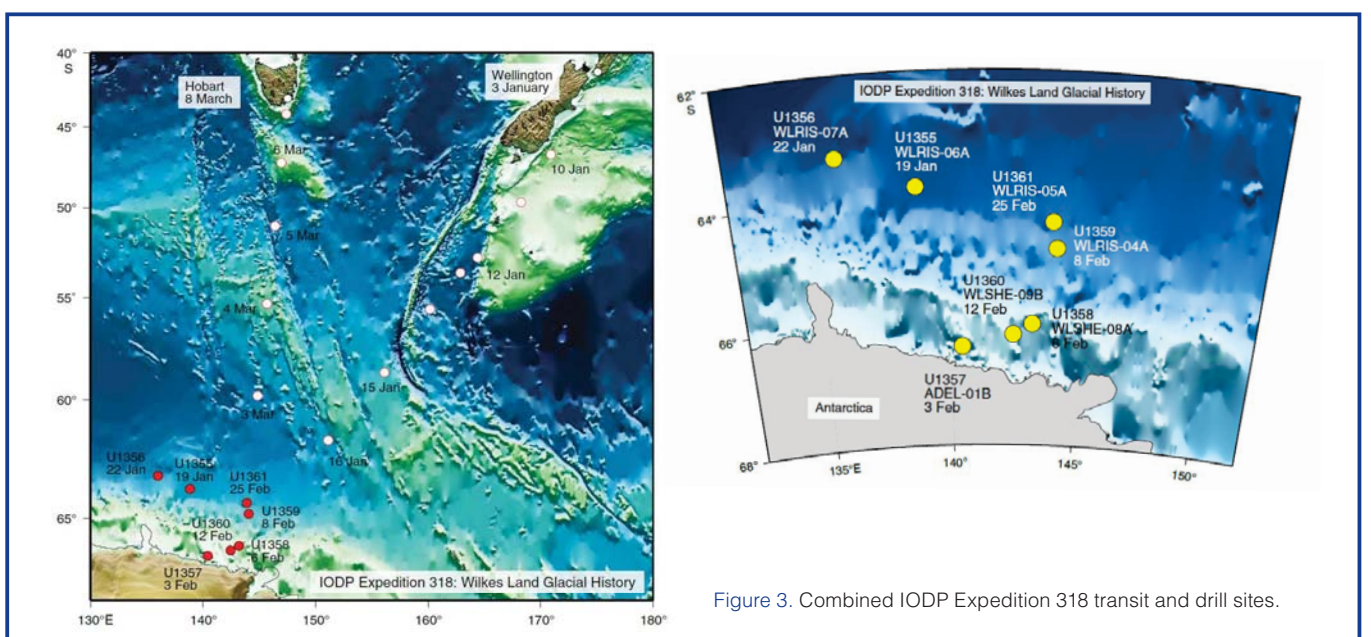 40°
S
45°
50°
55°
60°
65°
130°E
140°
150°
160°
170°
180°
Hobart
8 March
Wellington
3 January
6 Mar
10 Jan
5 Mar
12 Jan
4 Mar
15 Jan
3 Mar
16 Jan
U1356
22 Jan
U1355
19 Jan
U1361
25 Feb
U1359
8 Feb
U1360
12 Feb
U1358
6 Feb
U1357
3 Feb
IODP Expedition 318: Wilkes Land Glacial History
62°
S
64°
66°
68°
135°E
140°
145°
150°
IODP Expedition 318: Wilkes Land Glacial History
U1356
WLRIS-07A
22 Jan
U1355
WLRIS-06A
19 Jan
U1361
WLRIS-05A
25 Feb
U1359
WLRIS-04A
8 Feb
U1360
WLSHE-09B
12 Feb
U1358
WLSHE-08A
6 Feb
U1357
ADEL-01B
3 Feb
Antarctica
Figure 3. Combined IODP Expedition 318 transit and drill sites.